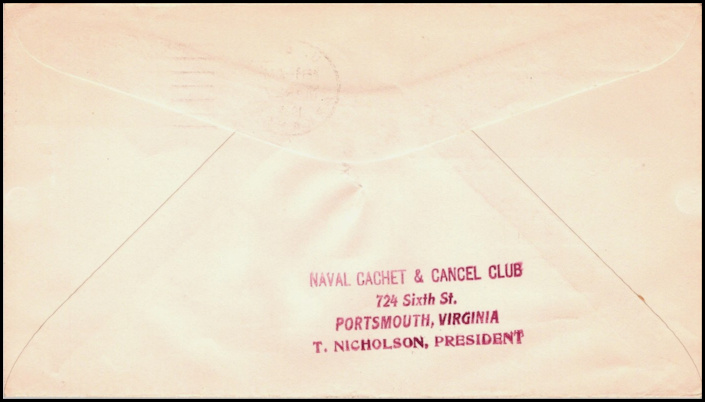 NAVAL CACHET & CANCEL CLUB
724 Sixth St.
PORTSMOUTH, VIRGINIA
T. NICHOLSON, PRESIDENT